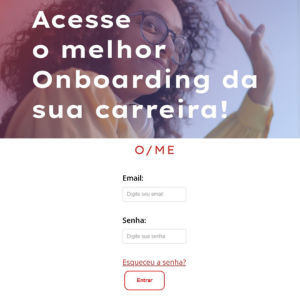 Acesse
o melhor
Onboarding da
sua carreira!
O/ME
Email:
Digite seu email
Senha:
Digite sua senha
Esqueceu a senha?
Entrar